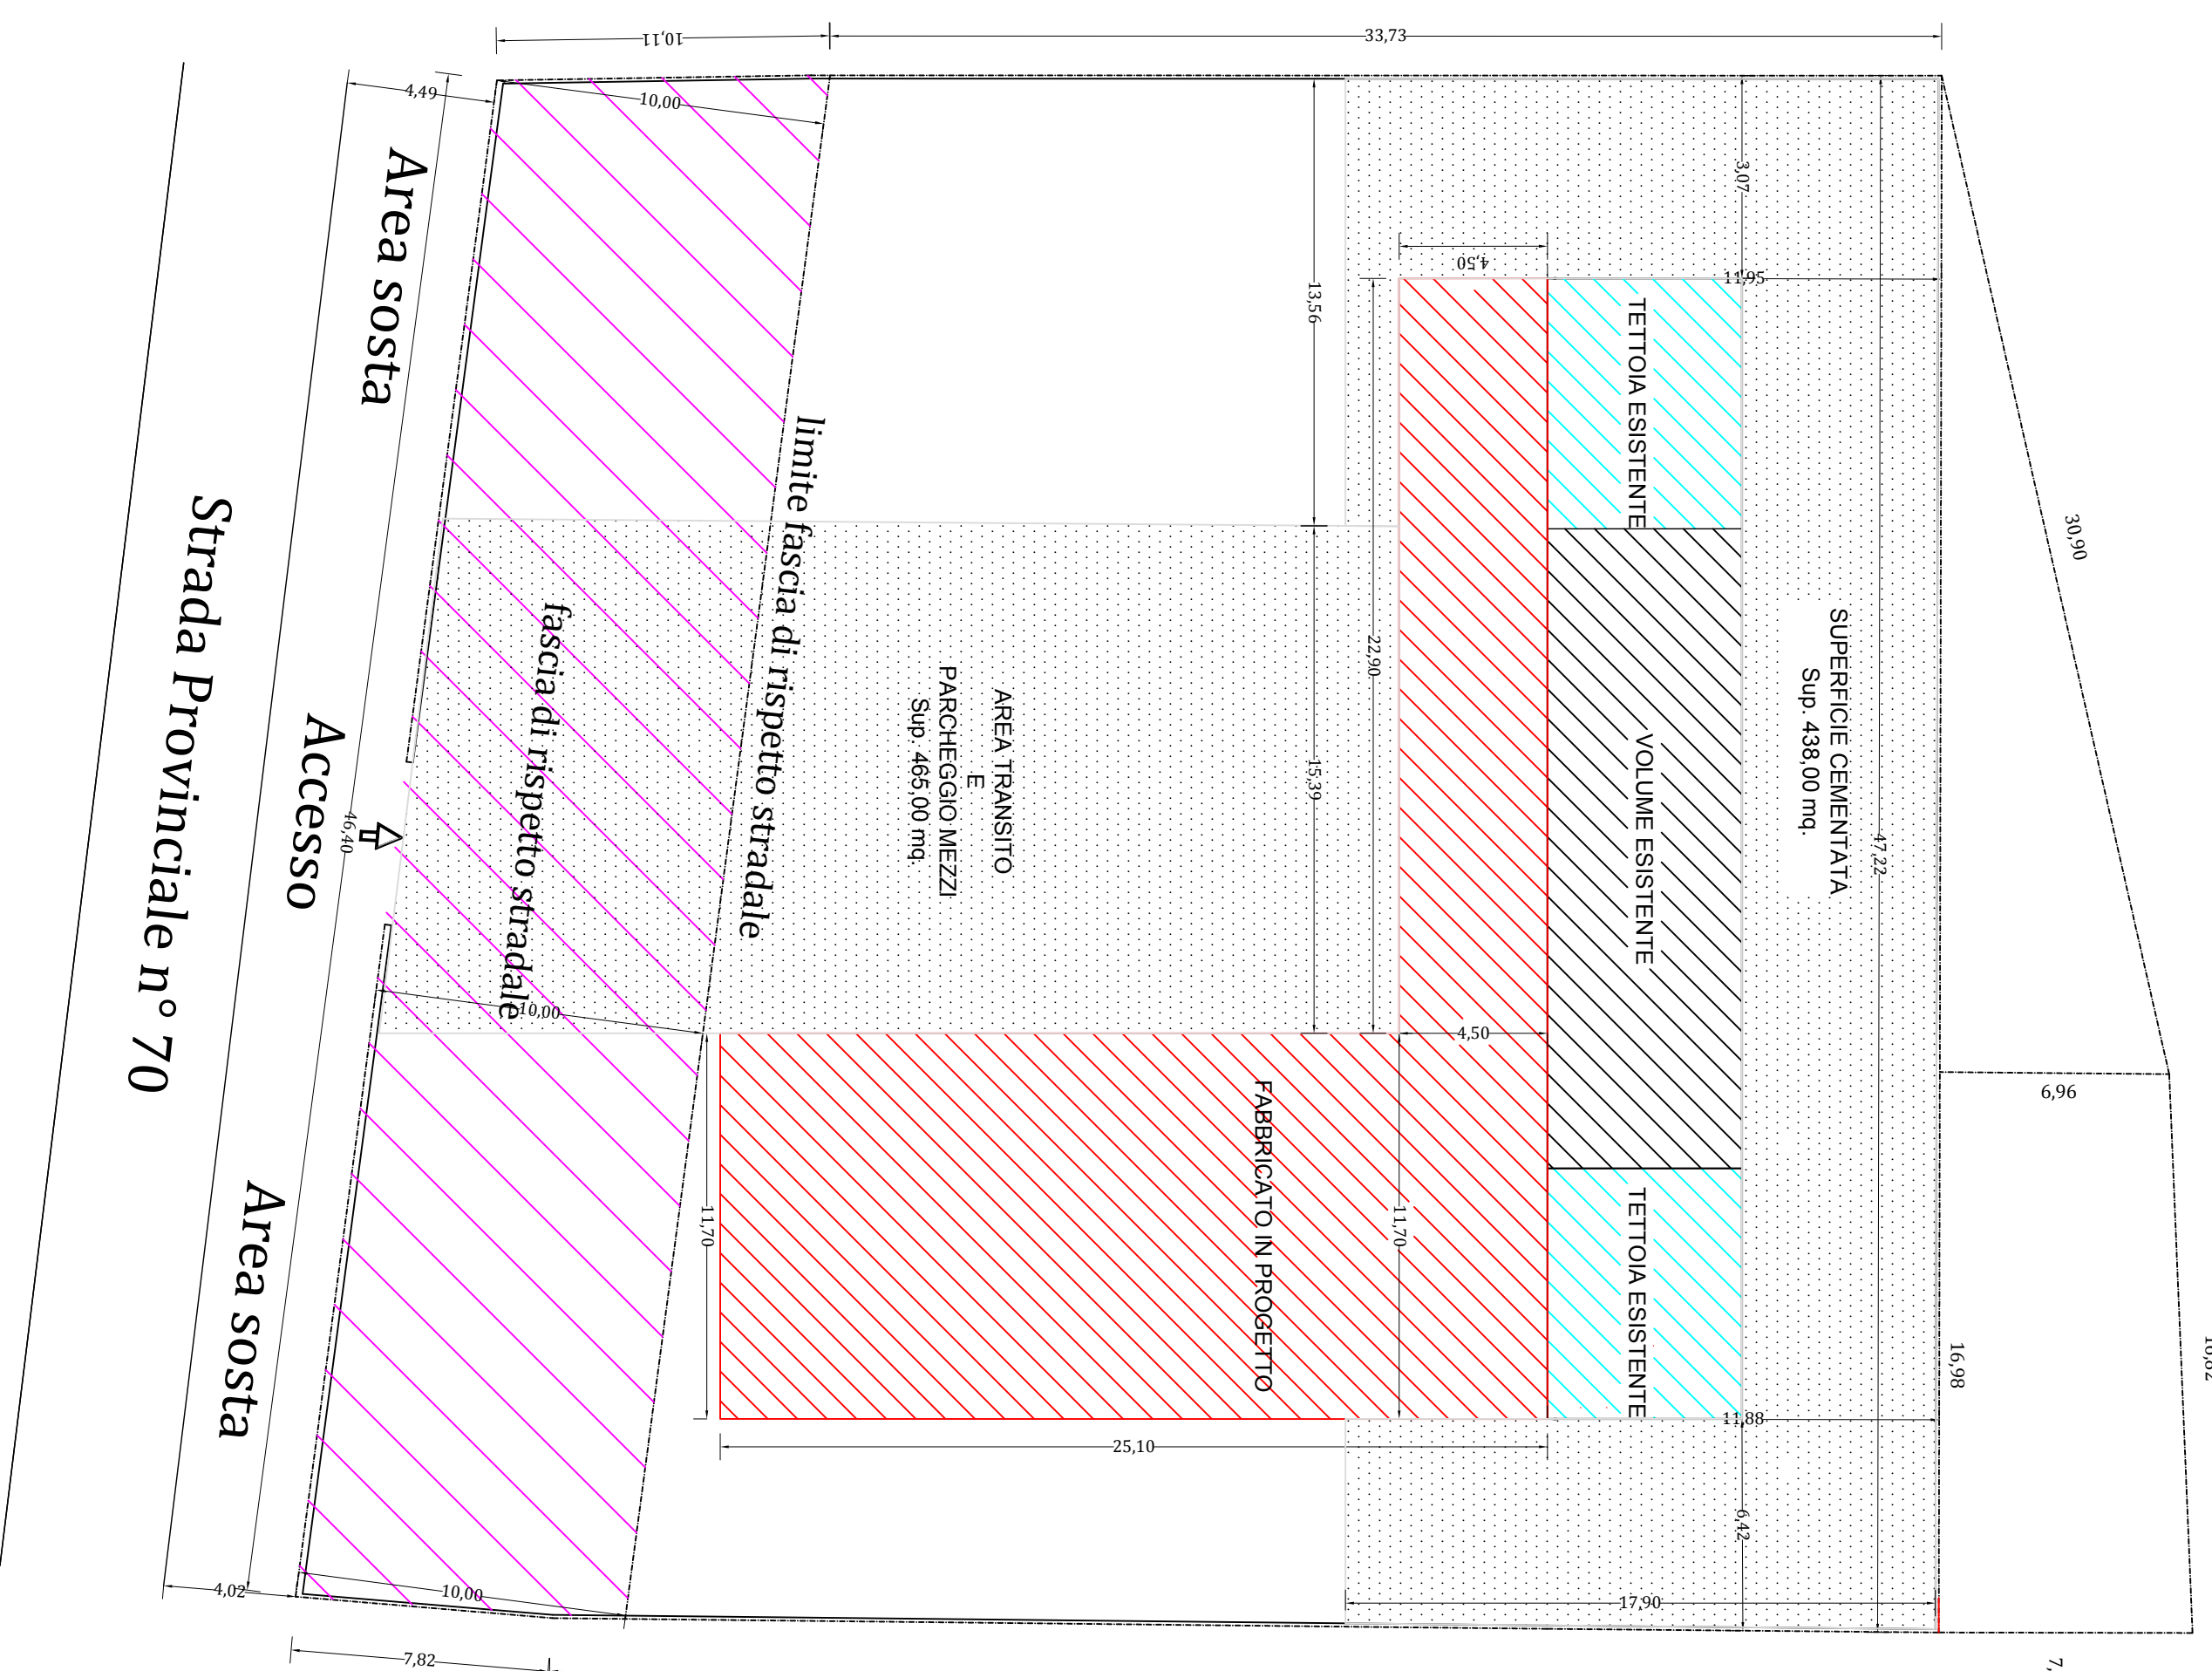 10,11
33,73
4,49
10,00
3,07
Area sosta
4,50
11,95
13,56
TETTOIA ESISTENTE
30,90
limite fascia di rispetto stradale
Strada Provinciale n° 70
fascia di rispetto stradale
AREA TRANSITO
E
PARCHEGGIO MEZZI
Sup. 465,00 mq.
22,90
15,39
VOLUME ESISTENTE
SUPERFICIE CEMENTATA
Sup. 438,00 mq.
47,22
Accesso
46,40
10,00
4,50
6,96
11,70
FABBRICATO IN PROGETTO
11,70
TETTOIA ESISTENTE
16,98
Area sosta
11,88
25,10
6,42
4,02
10,00
17,90
7,82
7,